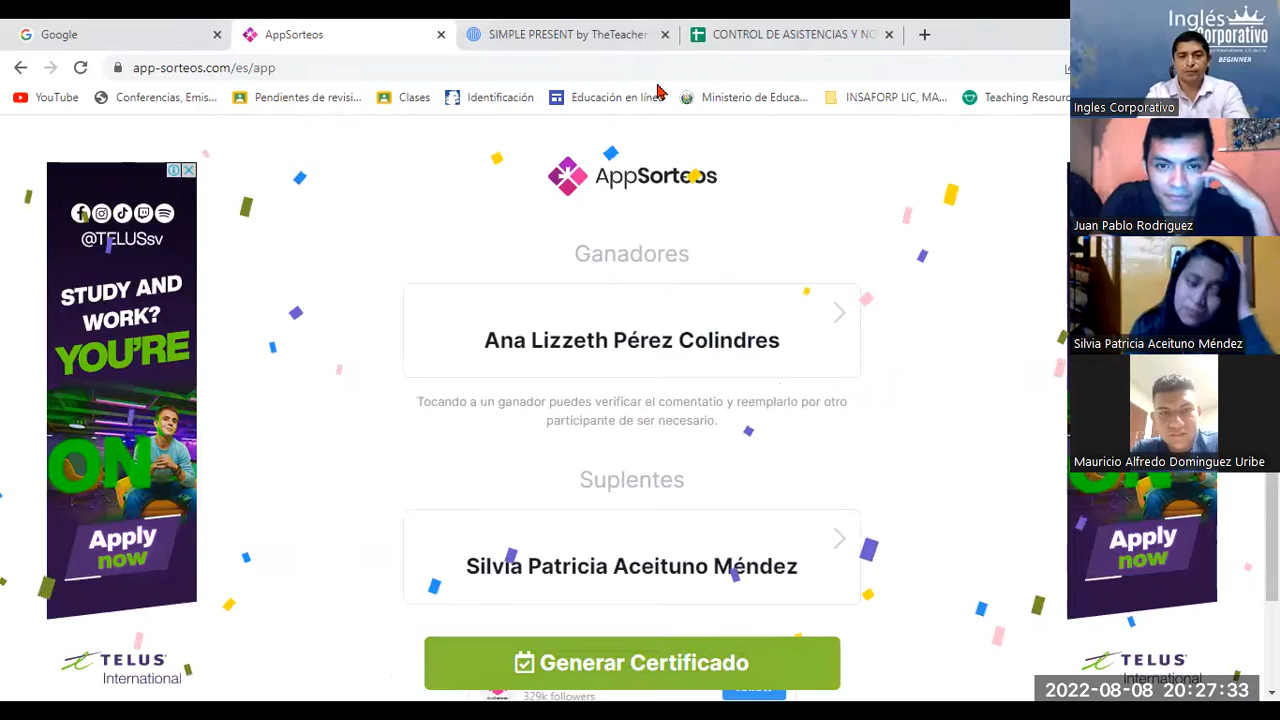 Google
AppSorteos
SIMPLE PRESENT by TheTeacher
CONTROL DE ASISTENCIAS Y NO
app-sorteos.com/es/app
YouTube
Conferencias, Emis...
Pendientes de revisi...
Clases
Identificación
Educación en líne
Ministerio de Educa...
INSAFORP LIC, MA...
Teaching Resour
Inglés
Corporativo
BEGINNER
Ingles Corporativo
Juan Pablo Rodriguez
Silvia Patricia Aceituno Méndez
Mauricio Alfredo Dominguez Uribe
@TELUSsv
STUDY AND
WORK?
YOU'RE
ON
Apply
now
TELUS
International
AppSorteos
Ganadores
Ana Lizzeth Pérez Colindres
Tocando a un ganador puedes verificar el comentatio y reemplarlo por otro
participante de ser necesario.
Suplentes
Silvia Patricia Aceituno Méndez
Generar Certificado
329k followers
ON
Apply
now
TELUS
International
2022-08-08 20:27:33